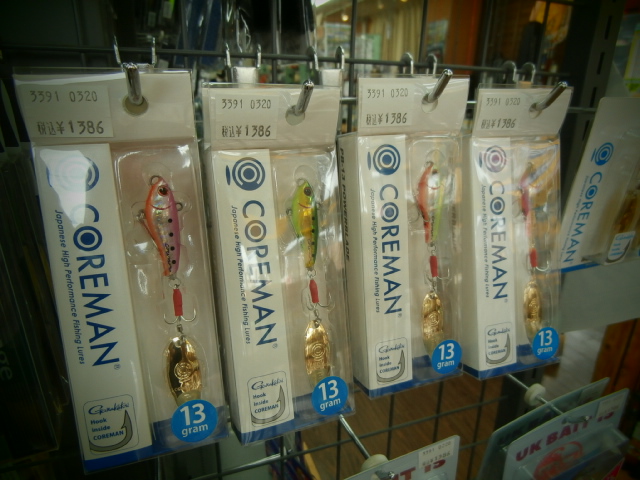 3391 0320
税込¥1386
COREMAN®
Japanese High Performance Fishing Lures
Gamakatsu
Hook
inside
COREMAN
13
gram
3391 0320
税込¥1386
COREMAN®
Japanese High Performance Fishing Lures
Gamakatsu
Hook
inside
COREMAN
13
gram
3391 0320
税込¥1386
COREMAN®
Japanese High Performance Fishing Lures
Hook
inside
COREMAN
13
gram
3391 0320
税込¥1386
COREMAN®
Japanese High Performance Fishing Lures
Hook
inside
COREMAN
13
gram
COREMAN
UK BAIT